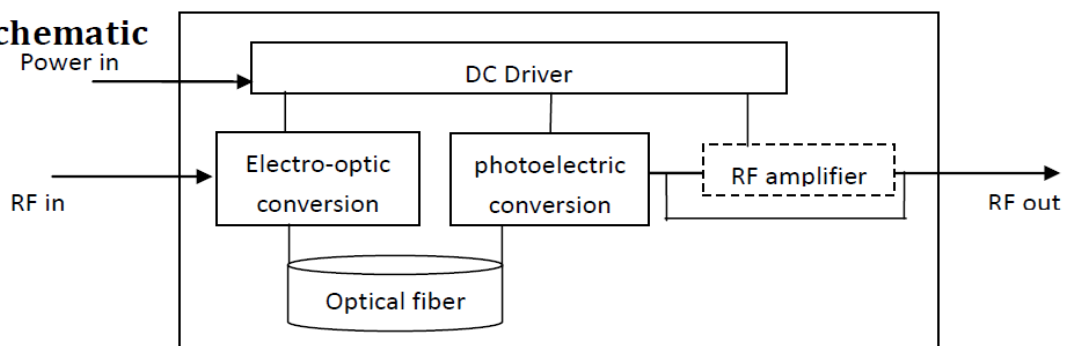 chematic
Power in
DC Driver
Electro-optic
conversion
photoelectric
conversion
RF amplifier
RF in
RF out
Optical fiber